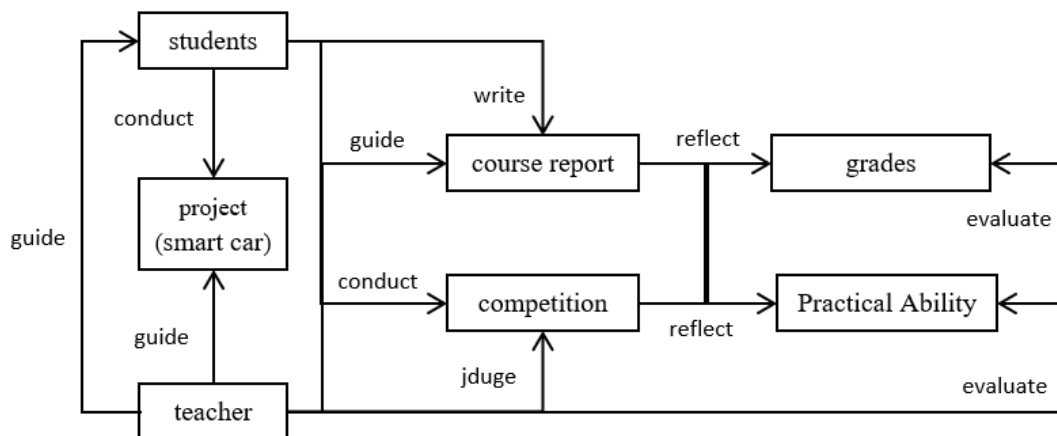 students
conduct
write
guide
course report
reflect
grades
project
(smart car)
guide
evaluate
conduct
competition
reflect
Practical Ability
guide
jduge
evaluate
teacher